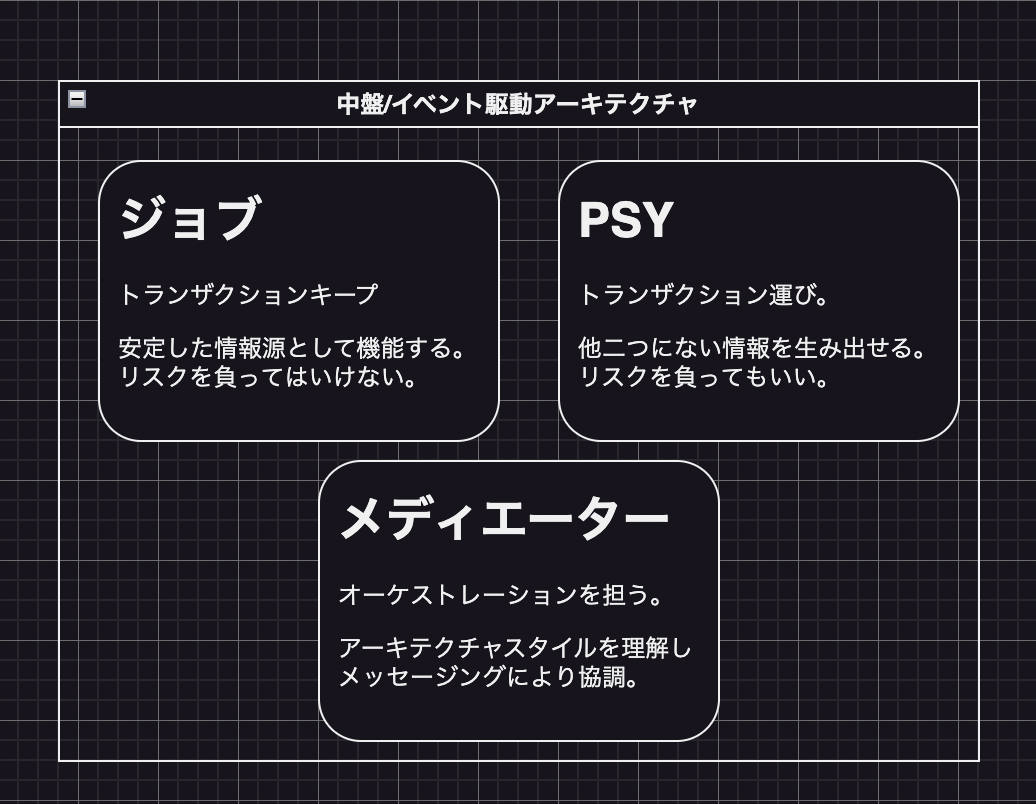 中盤/イベント駆動アーキテクチャ
ジョブ
トランザクションキープ
安定した情報源として機能する。
リスクを負ってはいけない。
PSY
トランザクション運び。
他二つにない情報を生み出せる。
リスクを負ってもいい。
メディエーター
オーケストレーションを担う。
アーキテクチャスタイルを理解し
メッセージングにより協調。